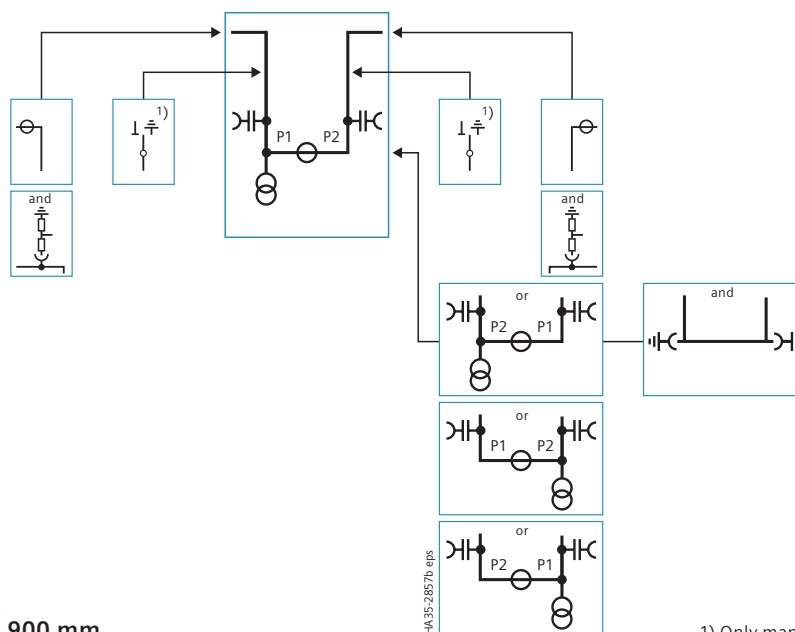 1)
1)
P1 P2
and
and
or
and
P2 P1
or
P1 P2
or
P2 P1
HA35-2857b eps
900 mm
1) Only